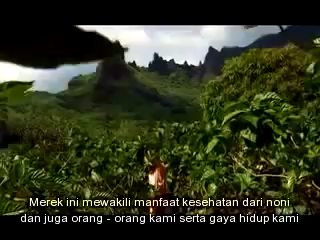 Merek ini mewakili manfaat kesehatan dari noni
dan juga orang - orang kami serta gaya hidup kami